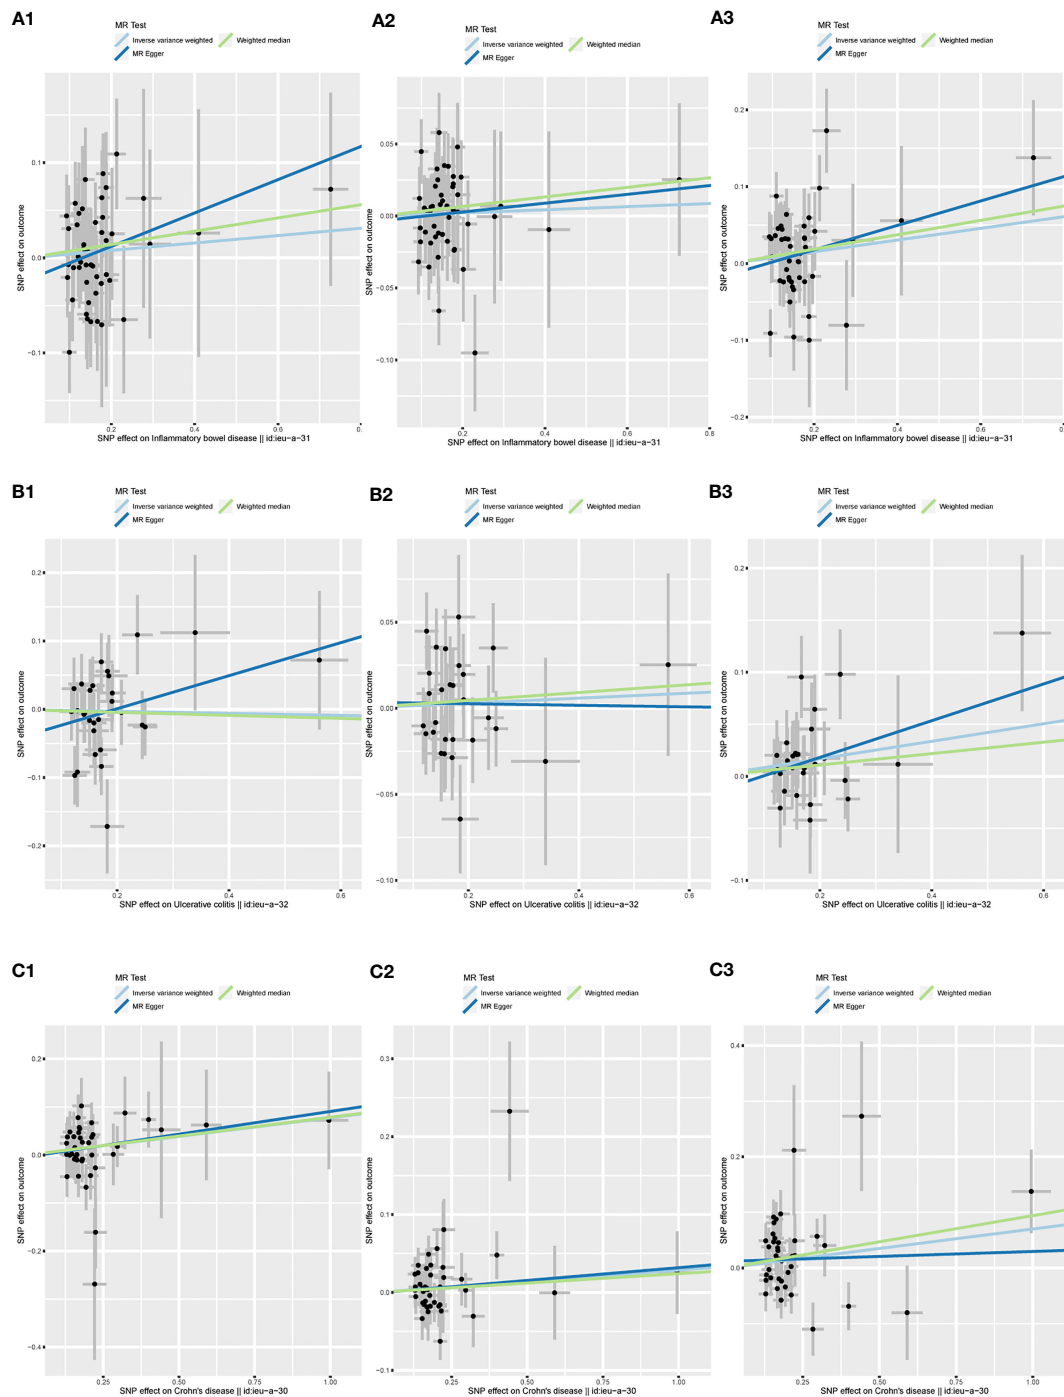 A1
MR Test
Inverse variance weighted
Weighted median
MR Egger
SNP effect on outcome
0.1
0.0
−0.1
0.2
0.4
0.6
0.
SNP effect on Inflammatory bowel disease || id:ieu−a−31
A2
MR Test
Inverse variance weighted
Weighted median
MR Egger
SNP effect on outcome
0.05
0.00
−0.05
−0.10
0.2
0.4
0.6
0.8
SNP effect on Inflammatory bowel disease || id:ieu−a−31
A3
MR Test
Inverse variance weighted
Weighted median
MR Egger
SNP effect on outcome
0.2
0.1
0.0
−0.1
−0.2
0.2
0.4
0.6
0.8
SNP effect on Inflammatory bowel disease || id:ieu−a−31
B1
MR Test
Inverse variance weighted
Weighted median
MR Egger
SNP effect on outcome
0.2
0.1
0.0
−0.1
−0.2
0.2
0.4
0.6
SNP effect on Ulcerative colitis || id:ieu−a−32
B2
MR Test
Inverse variance weighted
Weighted median
MR Egger
SNP effect on outcome
0.05
0.00
−0.05
−0.10
0.2
0.4
0.6
SNP effect on Ulcerative colitis || id:ieu−a−32
B3
MR Test
Inverse variance weighted
Weighted median
MR Egger
SNP effect on outcome
0.2
0.1
0.0
−0.1
0.2
0.4
0.6
SNP effect on Ulcerative colitis || id:ieu−a−32
C1
MR Test
Inverse variance weighted
Weighted median
MR Egger
SNP effect on outcome
0.2
0.0
−0.2
−0.4
0.25
0.50
0.75
1.00
SNP effect on Crohn's disease || id:ieu−a−30
C2
MR Test
Inverse variance weighted
Weighted median
MR Egger
SNP effect on outcome
0.3
0.2
0.1
0.0
−0.1
0.25
0.50
0.75
1.00
SNP effect on Crohn's disease || id:ieu−a−30
C3
MR Test
Inverse variance weighted
Weighted median
MR Egger
SNP effect on outcome
0.4
0.2
0.0
0.25
0.50
0.75
1.00
SNP effect on Crohn's disease || id:ieu−a−30